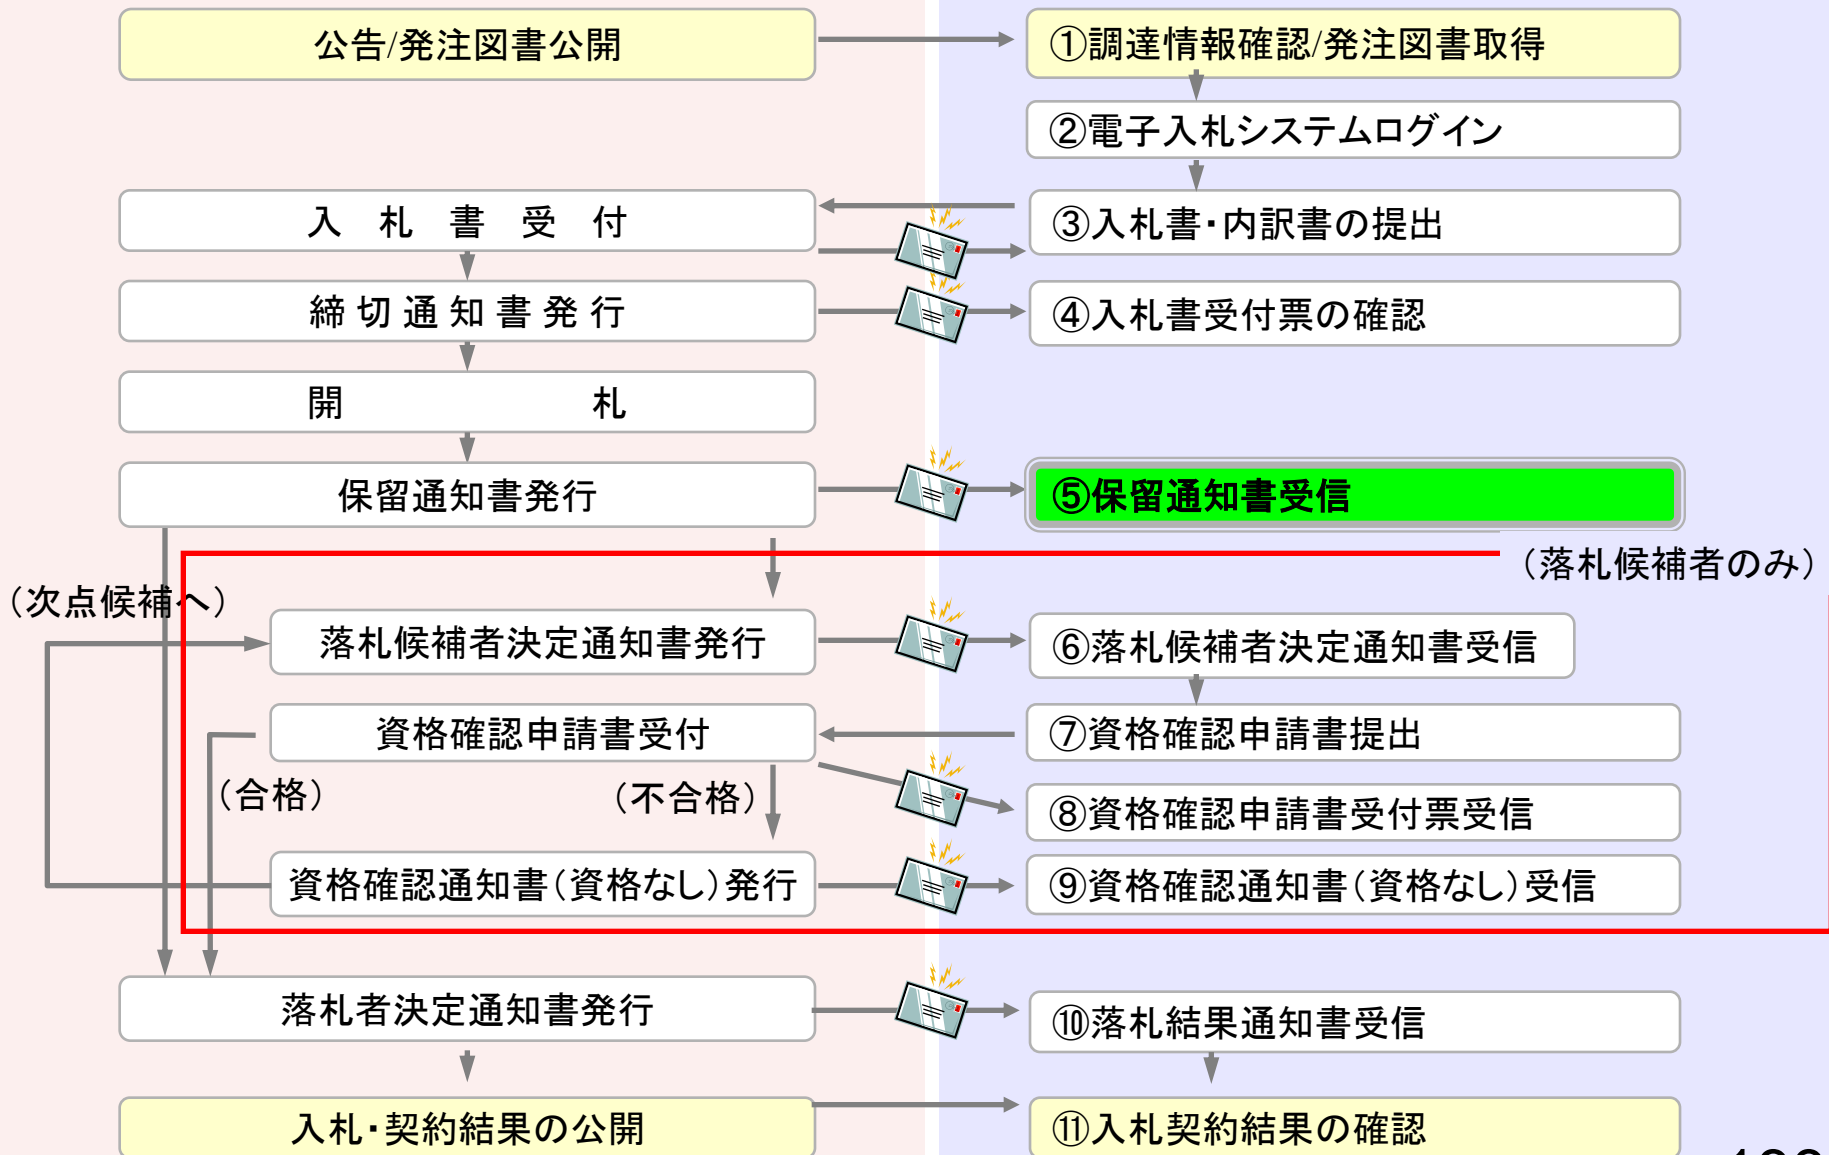 公告/発注図書公開
①調達情報確認/発注図書取得
②電子入札システムログイン
入 札 書 受 付
③入札書・内訳書の提出
締切通知書発行
④入札書受付票の確認
開 札
保留通知書発行
⑤保留通知書受信
（落札候補者のみ）
（次点候補へ）
落札候補者決定通知書発行
⑥落札候補者決定通知書受信
資格確認申請書受付
⑦資格確認申請書提出
（合格）
（不合格）
⑧資格確認申請書受付票受信
資格確認通知書（資格なし）発行
⑨資格確認通知書（資格なし）受信
落札者決定通知書発行
⑩落札結果通知書受信
入札・契約結果の公開
⑪入札契約結果の確認